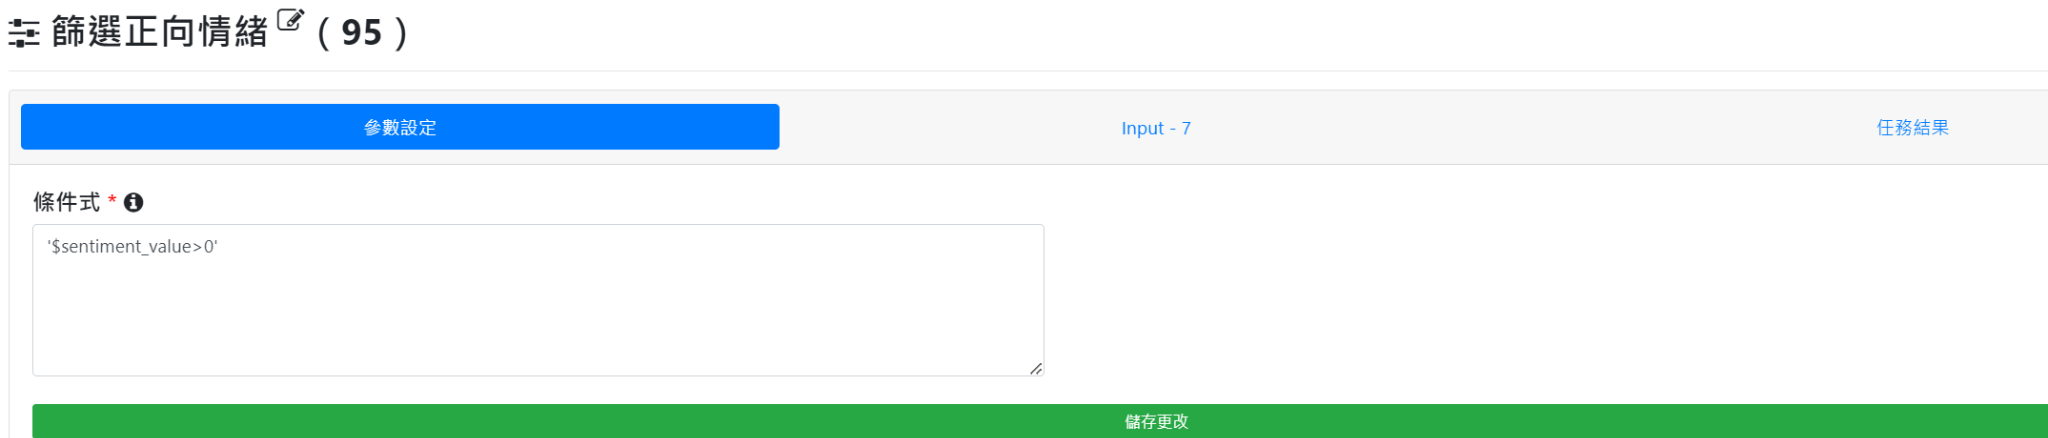 篩選正向情緒 ( 95 )
參數設定 Input - 7 任務結果
條件式 *
'$sentiment_value>0'
儲存更改